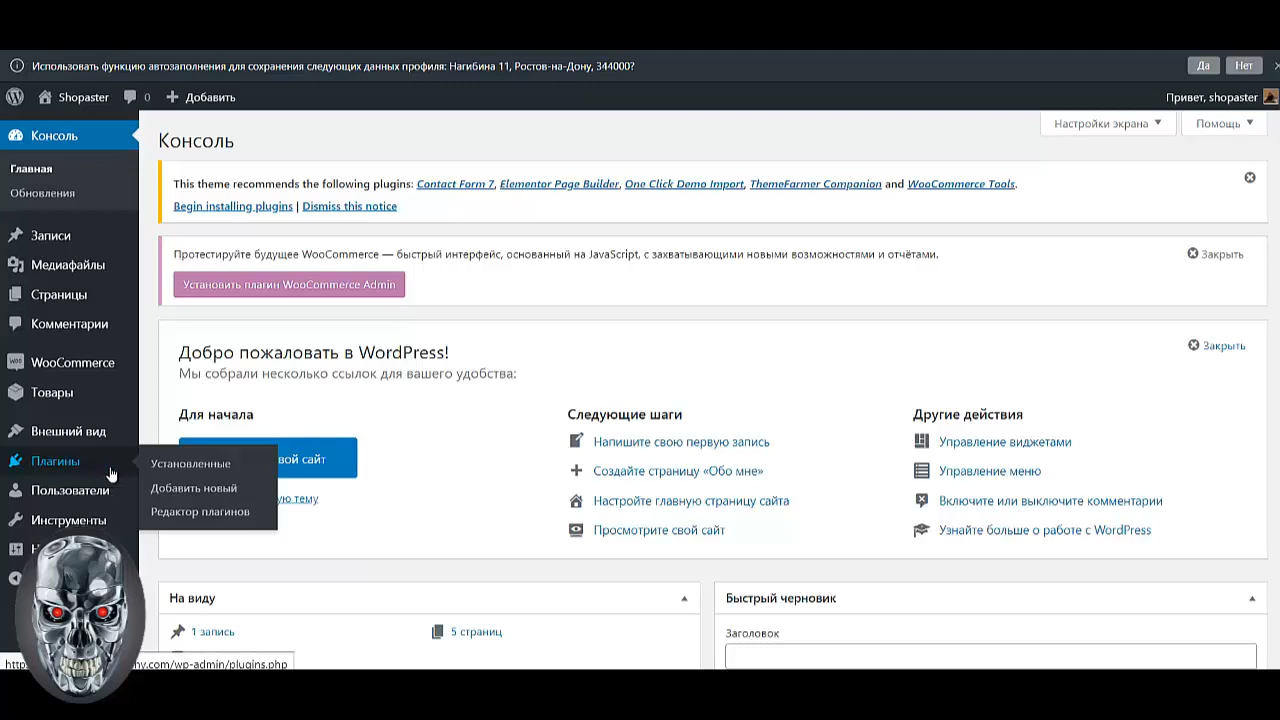 Использовать функцию автозаполнения для сохранения следующих данных профиля: Нагибина 11, Ростов-на-Дону, 344000?
Да
Нет
Shopaster
0
Добавить
Привет, shopaster
Консоль
Главная
Обновления
Записи
Медиафайлы
Страницы
Комментарии
WooCommerce
Товары
Внешний вид
Плагины
Пользователи
Инструменты
Установленные
Добавить новый
Редактор плагинов
Консоль
Настройки экрана
Помощь
This theme recommends the following plugins: Contact Form 7, Elementor Page Builder, One Click Demo Import, ThemeFarmer Companion and WooCommerce Tools.
Begin installing plugins | Dismiss this notice
Протестируйте будущее WooCommerce — быстрый интерфейс, основанный на JavaScript, с захватывающими новыми возможностями и отчётами.
Закрыть
Установить плагин WooCommerce Admin
Добро пожаловать в WordPress!
Закрыть
Мы собрали несколько ссылок для вашего удобства:
Для начала
сайт
тему
Следующие шаги
Напишите свою первую запись
Создайте страницу «Обо мне»
Настройте главную страницу сайта
Просмотрите свой сайт
Другие действия
Управление виджетами
Управление меню
Включите или выключите комментарии
Узнайте больше о работе с WordPress
На виду
1 запись
5 страниц
Быстрый черновик
Заголовок
ny.com/wp-admin/plugins.php